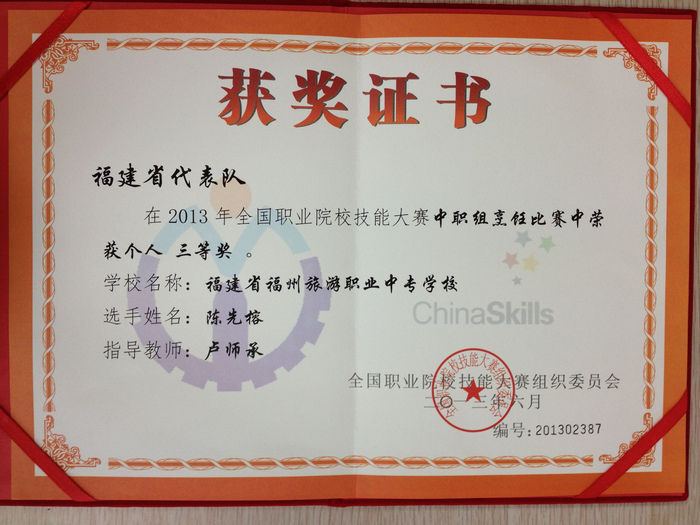 获奖证书
福建省代表队
在2013年全国职业院校技能大赛中职组烹饪比赛中荣
获个人 三等奖 。
学校名称：福建省福州旅游职业中专学校
选手姓名：陈先榕
指导教师：卢师承
ChinaSkills
全国职业院校技能大赛组织委员会
二〇一三年六月
编号：201302387